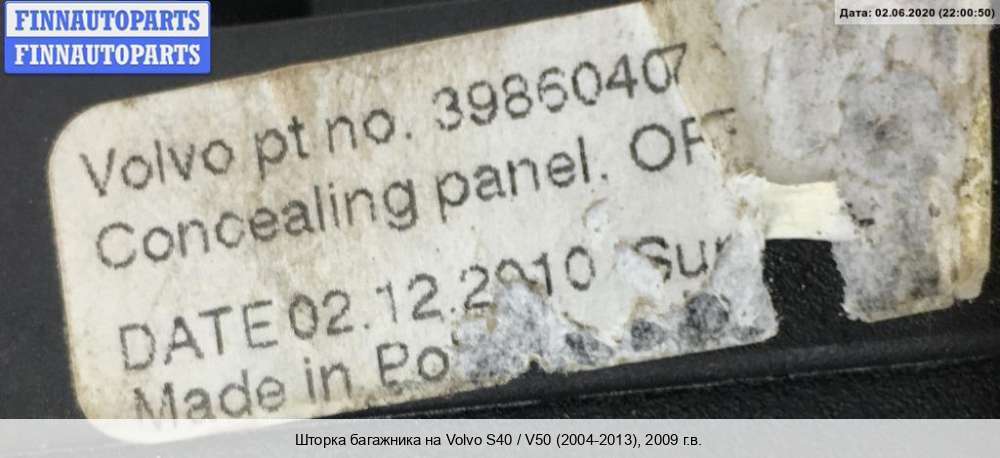 FINNAUTOPARTS
FINNAUTOPARTS
Дата: 02.06.2020 (22:00:50)
Volvo pt no. 39860407
Concealing panel.
DATE 02.12.2010
Made in
Шторка багажника на Volvo S40 / V50 (2004-2013), 2009 г.в.